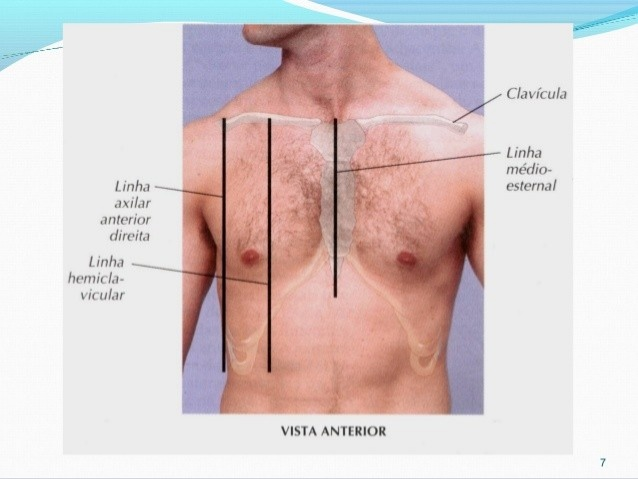 Clavícula
Linha
médio-
esternal
Linha
axilar
anterior
direita
Linha
hemicla-
vicular
VISTA ANTERIOR
7